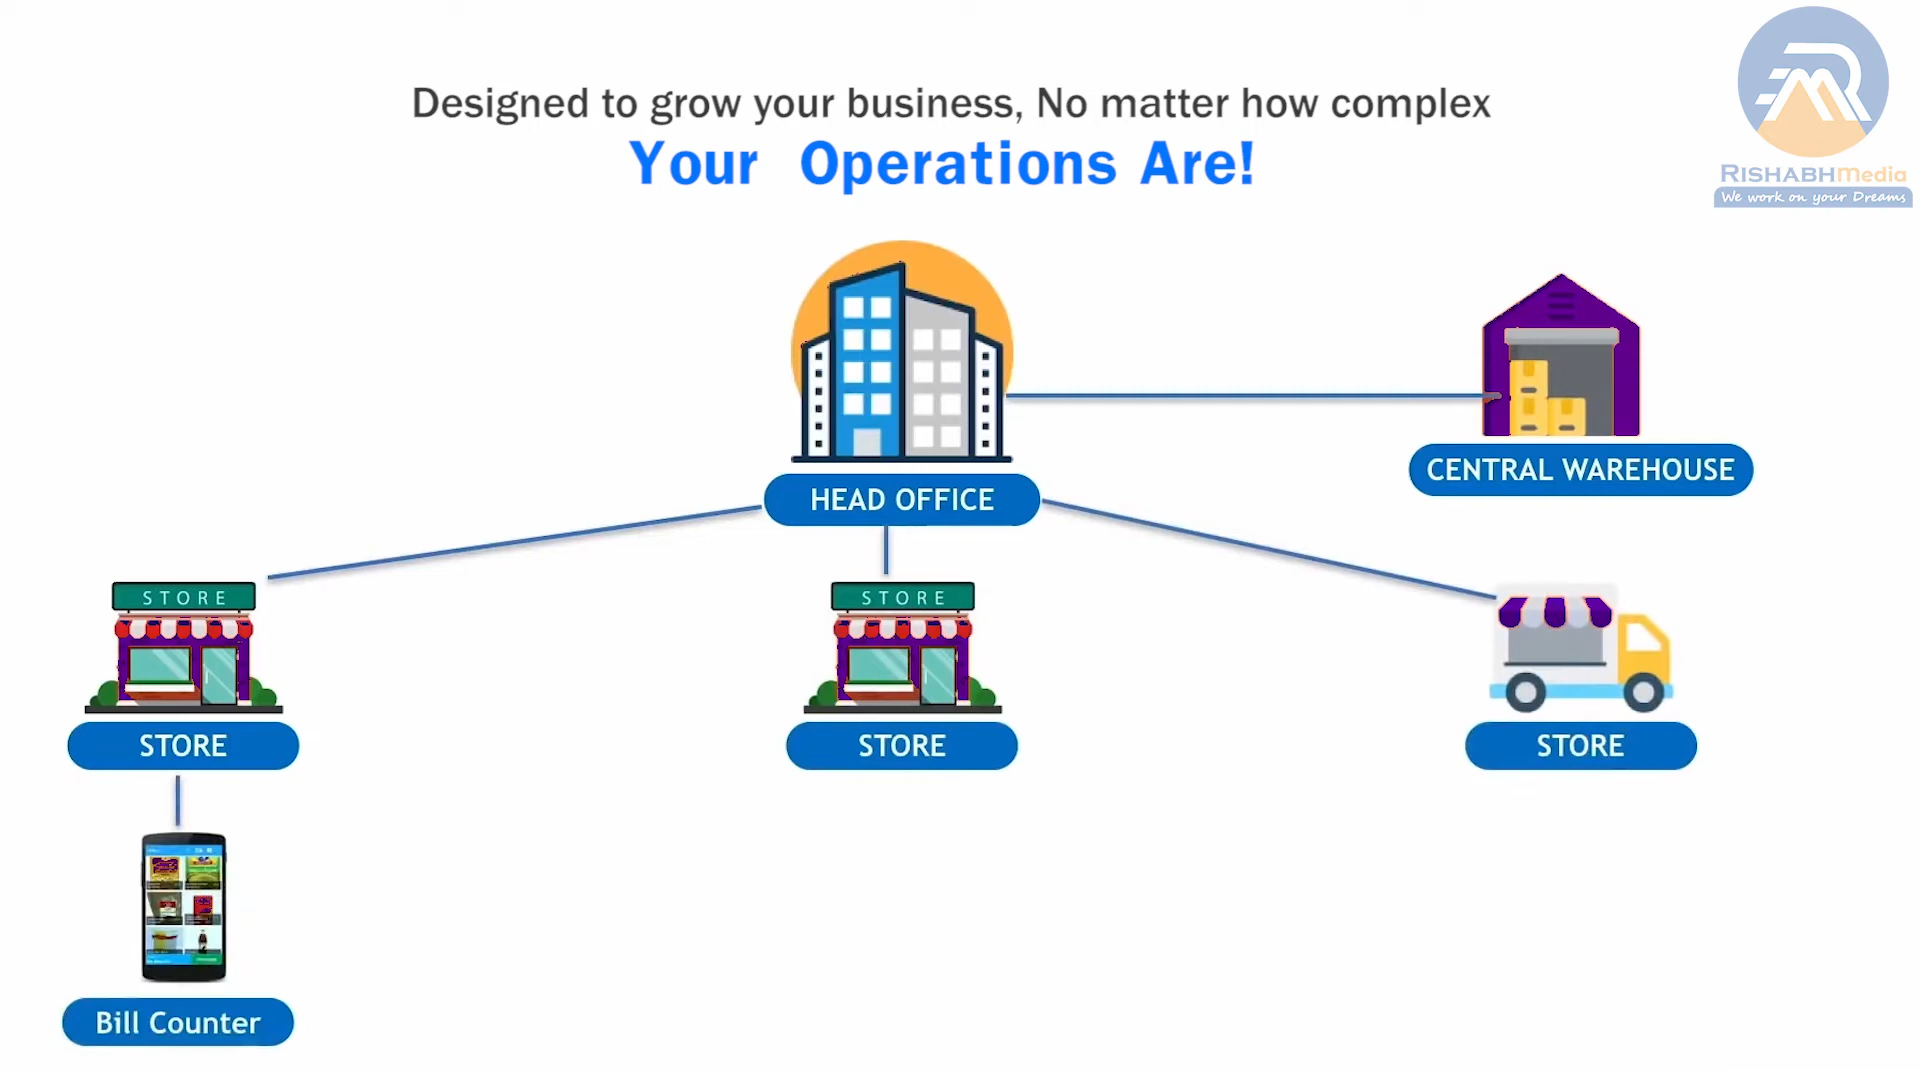 Designed to grow your business, No matter how complex
Your Operations Are!
RISHABHMedia
We work on your Dreams
HEAD OFFICE
CENTRAL WAREHOUSE
STORE
STORE
STORE
STORE
STORE
Bill Counter